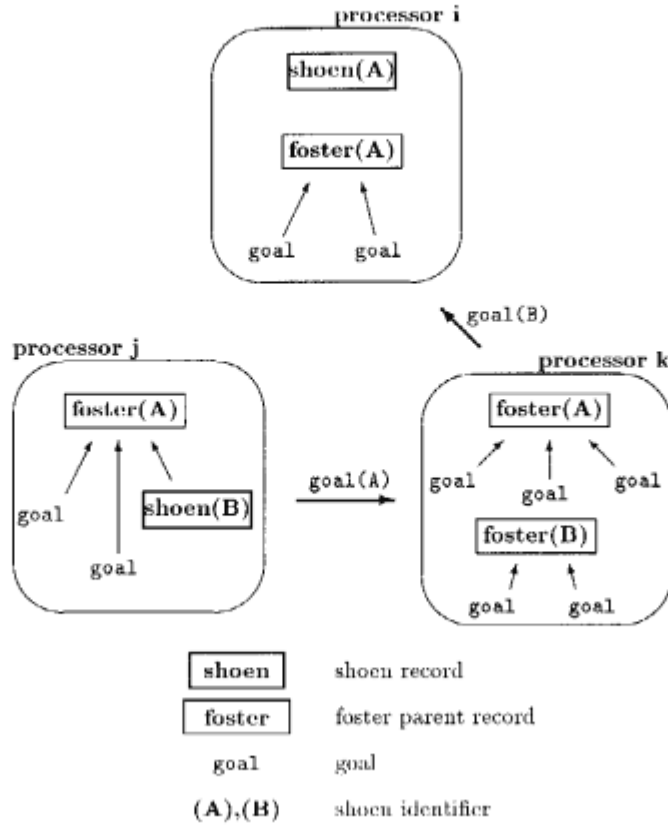 processor i
shoen(A)
foster(A)
goal goal
goal(B)
processor j
processor k
foster(A)
foster(A)
goal(A)
goal
shoen(B)
goal
goal goal
goal
foster(B)
goal goal
shoen shoen record
foster foster parent record
goal goal
(A),(B) shoen identifier